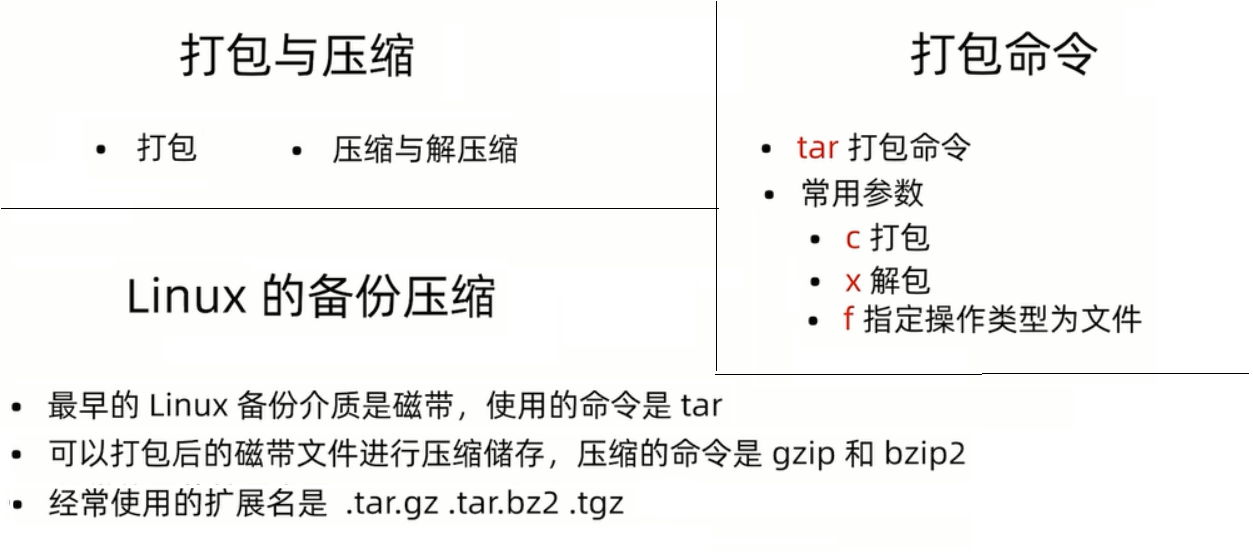 打包与压缩
• 打包
• 压缩与解压缩
打包命令
• tar 打包命令
• 常用参数
• c 打包
• x 解包
• f 指定操作类型为文件
Linux 的备份压缩
• 最早的 Linux 备份介质是磁带，使用的命令是 tar
• 可以打包后的磁带文件进行压缩储存，压缩的命令是 gzip 和 bzip2
• 经常使用的扩展名是 .tar.gz .tar.bz2 .tgz